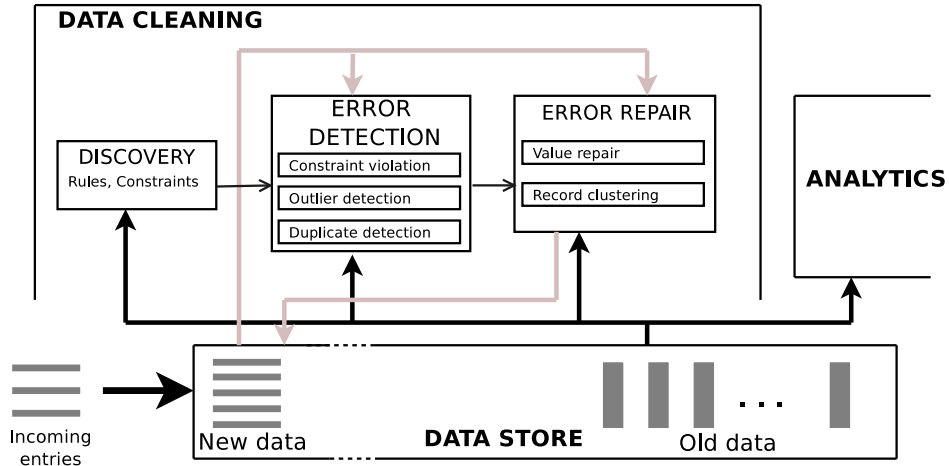 DATA CLEANING
DISCOVERY
Rules, Constraints
ERROR
DETECTION
Constraint violation
Outlier detection
Duplicate detection
ERROR REPAIR
Value repair
Record clustering
ANALYTICS
Incoming
entries
New data
DATA STORE
Old data
. . .